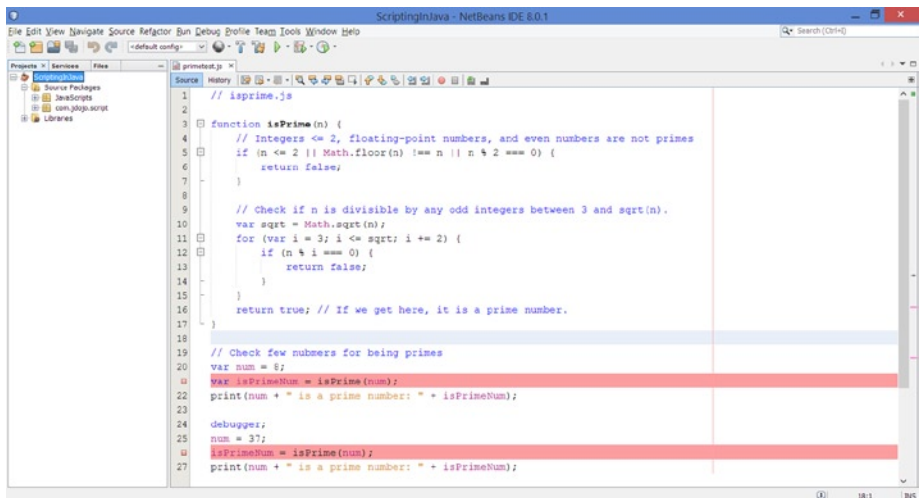 ScriptingInJava - NetBeans IDE 8.0.1
File Edit View Navigate Source Refactor Run Debug Profile Team Tools Window Help
Search (Ctrl+I)
<default config>
Projects × Services Files
ScriptingInJava
Source Packages
JavaScripts
com.jdojo.script
Libraries
primetest.js ×
Source History
1 // isprime.js
2
3 function isPrime(n) {
4 // Integers <= 2, floating-point numbers, and even numbers are not primes
5 if (n <= 2 || Math.floor(n) !== n || n % 2 === 0) {
6 return false;
7 }
8
9 // Check if n is divisible by any odd integers between 3 and sqrt(n).
10 var sqrt = Math.sqrt(n);
11 for (var i = 3; i <= sqrt; i += 2) {
12 if (n % i === 0) {
13 return false;
14 }
15 }
16 return true; // If we get here, it is a prime number.
17 }
18
19 // Check few nubmers for being primes
20 var num = 8;
var isPrimeNum = isPrime(num);
22 print(num + " is a prime number: " + isPrimeNum);
23
24 debugger;
25 num = 37;
isPrimeNum = isPrime(num);
27 print(num + " is a prime number: " + isPrimeNum);
18:1 INS